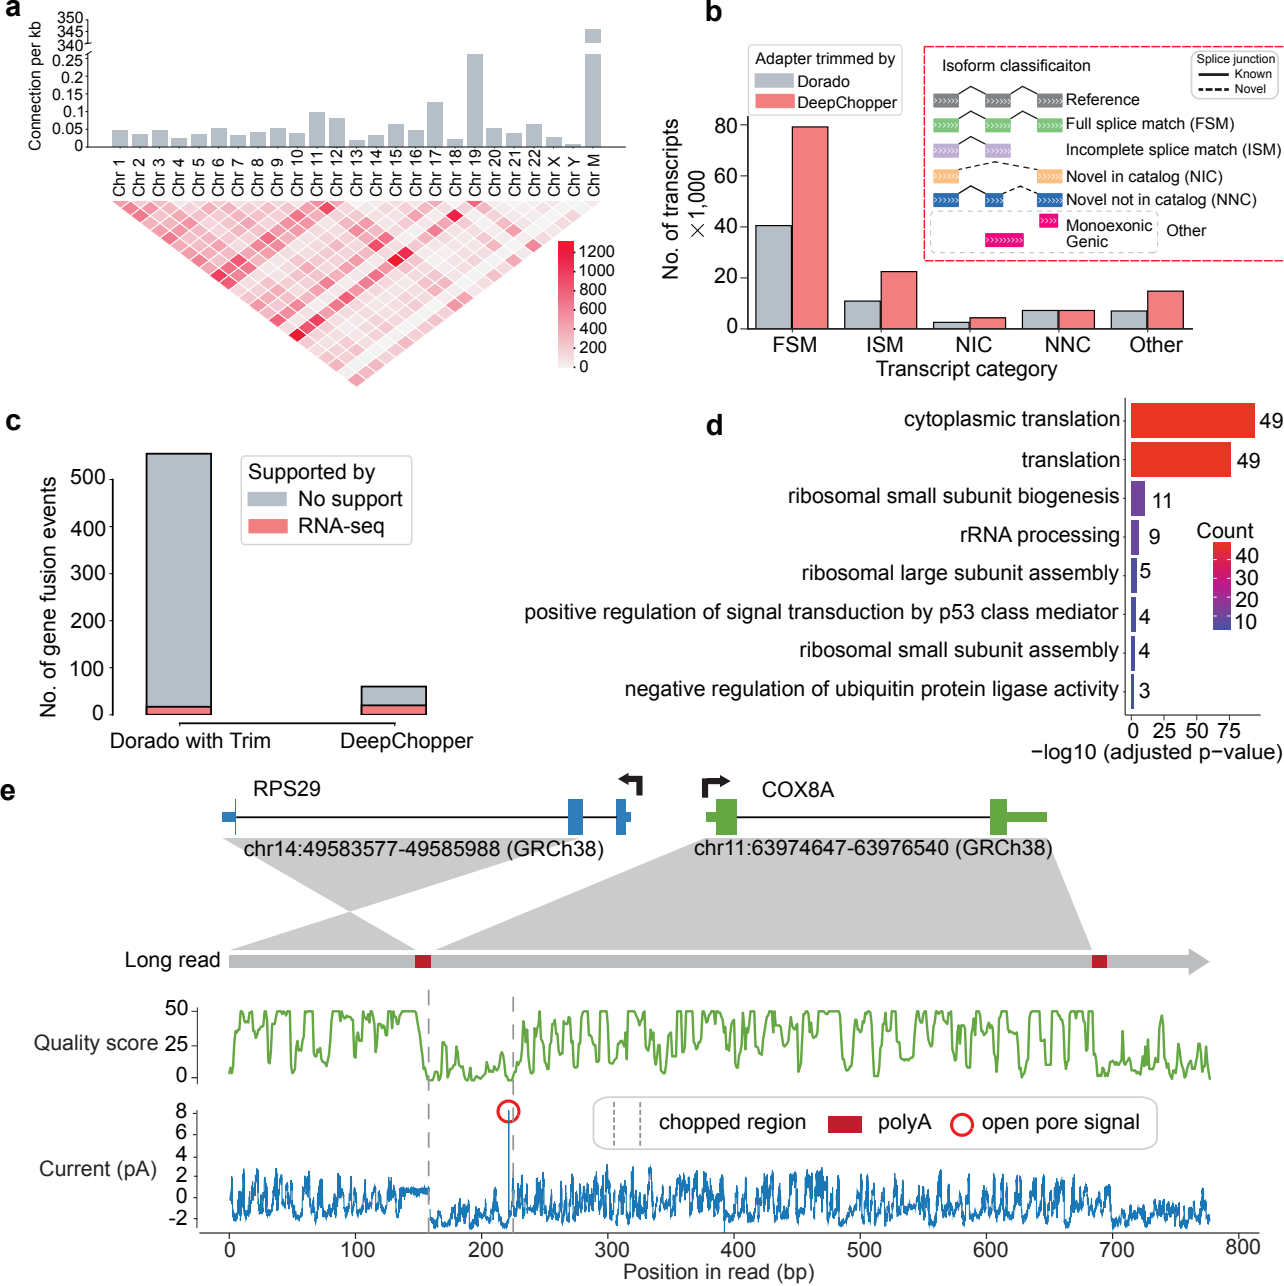 a
Connection per kb
350
345
340
0.25
0.2
0.15
0.1
0.05
0
Chr 1
Chr 2
Chr 3
Chr 4
Chr 5
Chr 6
Chr 7
Chr 8
Chr 9
Chr 10
Chr 11
Chr 12
Chr 13
Chr 14
Chr 15
Chr 16
Chr 17
Chr 18
Chr 19
Chr 20
Chr 21
Chr 22
Chr X
Chr Y
Chr M
1200
1000
800
600
400
200
0
b
Adapter trimmed by
Dorado
DeepChopper
No. of transcripts
× 1,000
80
60
40
20
0
FSM
ISM
NIC
NNC
Other
Transcript category
Isoform classificaiton
Splice junction
Known
Novel
Reference
Full splice match (FSM)
Incomplete splice match (ISM)
Novel in catalog (NIC)
Novel not in catalog (NNC)
Monoexonic
Genic
Other
c
No. of gene fusion events
500
400
300
200
100
0
Supported by
No support
RNA-seq
Dorado with Trim
DeepChopper
d
cytoplasmic translation
49
translation
49
ribosomal small subunit biogenesis
11
rRNA processing
9
ribosomal large subunit assembly
5
positive regulation of signal transduction by p53 class mediator
4
ribosomal small subunit assembly
4
negative regulation of ubiquitin protein ligase activity
3
Count
40
30
20
10
0 25 50 75
−log10 (adjusted p−value)
e
RPS29
COX8A
chr14:49583577-49585988 (GRCh38)
chr11:63974647-63976540 (GRCh38)
Long read
Quality score
50
25
0
chopped region
polyA
open pore signal
Current (pA)
8
6
4
2
0
-2
0 100 200 300 400 500 600 700 800
Position in read (bp)